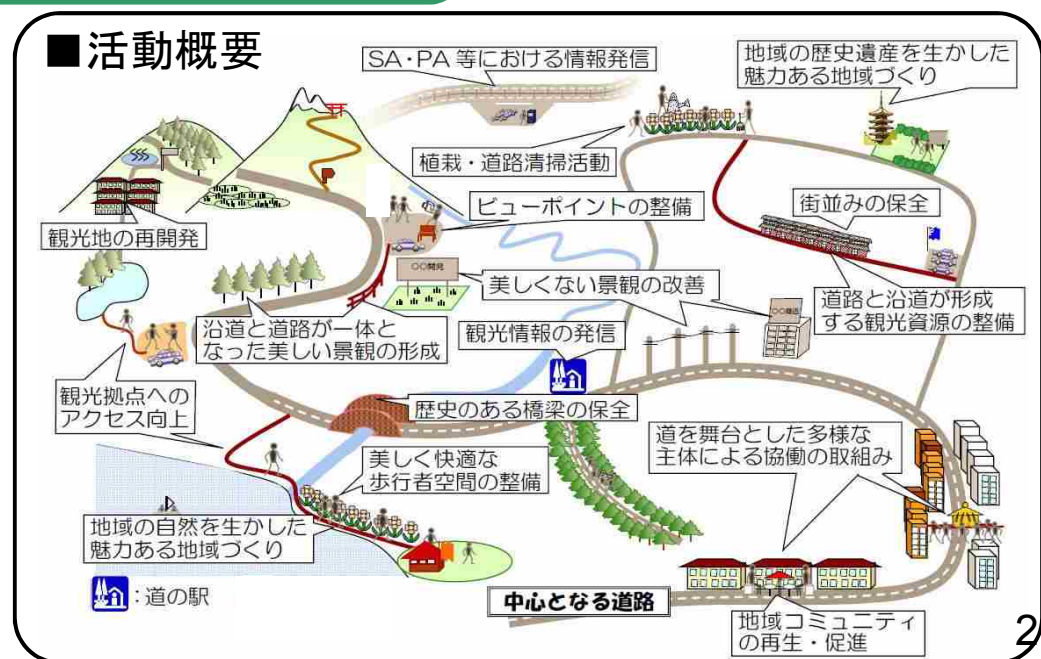 ■活動概要
SA・PA 等における情報発信
地域の歴史遺産を生かした
魅力ある地域づくり
植栽・道路清掃活動
ビューポイントの整備
街並みの保全
観光地の再開発
〇〇開発
美しくない景観の改善
〇〇商店
道路と沿道が形成
する観光資源の整備
沿道と道路が一体と
なった美しい景観の形成
観光情報の発信
観光拠点への
アクセス向上
歴史のある橋梁の保全
道を舞台とした多様な
主体による協働の取組み
美しく快適な
歩行者空間の整備
地域の自然を生かした
魅力ある地域づくり
:道の駅
中心となる道路
地域コミュニティ
の再生・促進
2